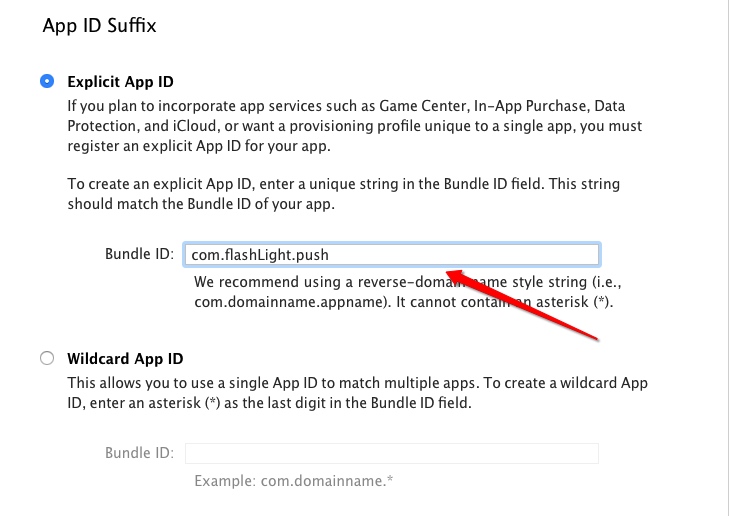 App ID Suffix
Explicit App ID
If you plan to incorporate app services such as Game Center, In-App Purchase, Data
Protection, and iCloud, or want a provisioning profile unique to a single app, you must
register an explicit App ID for your app.
To create an explicit App ID, enter a unique string in the Bundle ID field. This string
should match the Bundle ID of your app.
Bundle ID: com.flashLight.push
We recommend using a reverse-domain name style string (i.e.,
com.domainname.appname). It cannot contain an asterisk (*).
Wildcard App ID
This allows you to use a single App ID to match multiple apps. To create a wildcard App
ID, enter an asterisk (*) as the last digit in the Bundle ID field.
Bundle ID:
Example: com.domainname.*